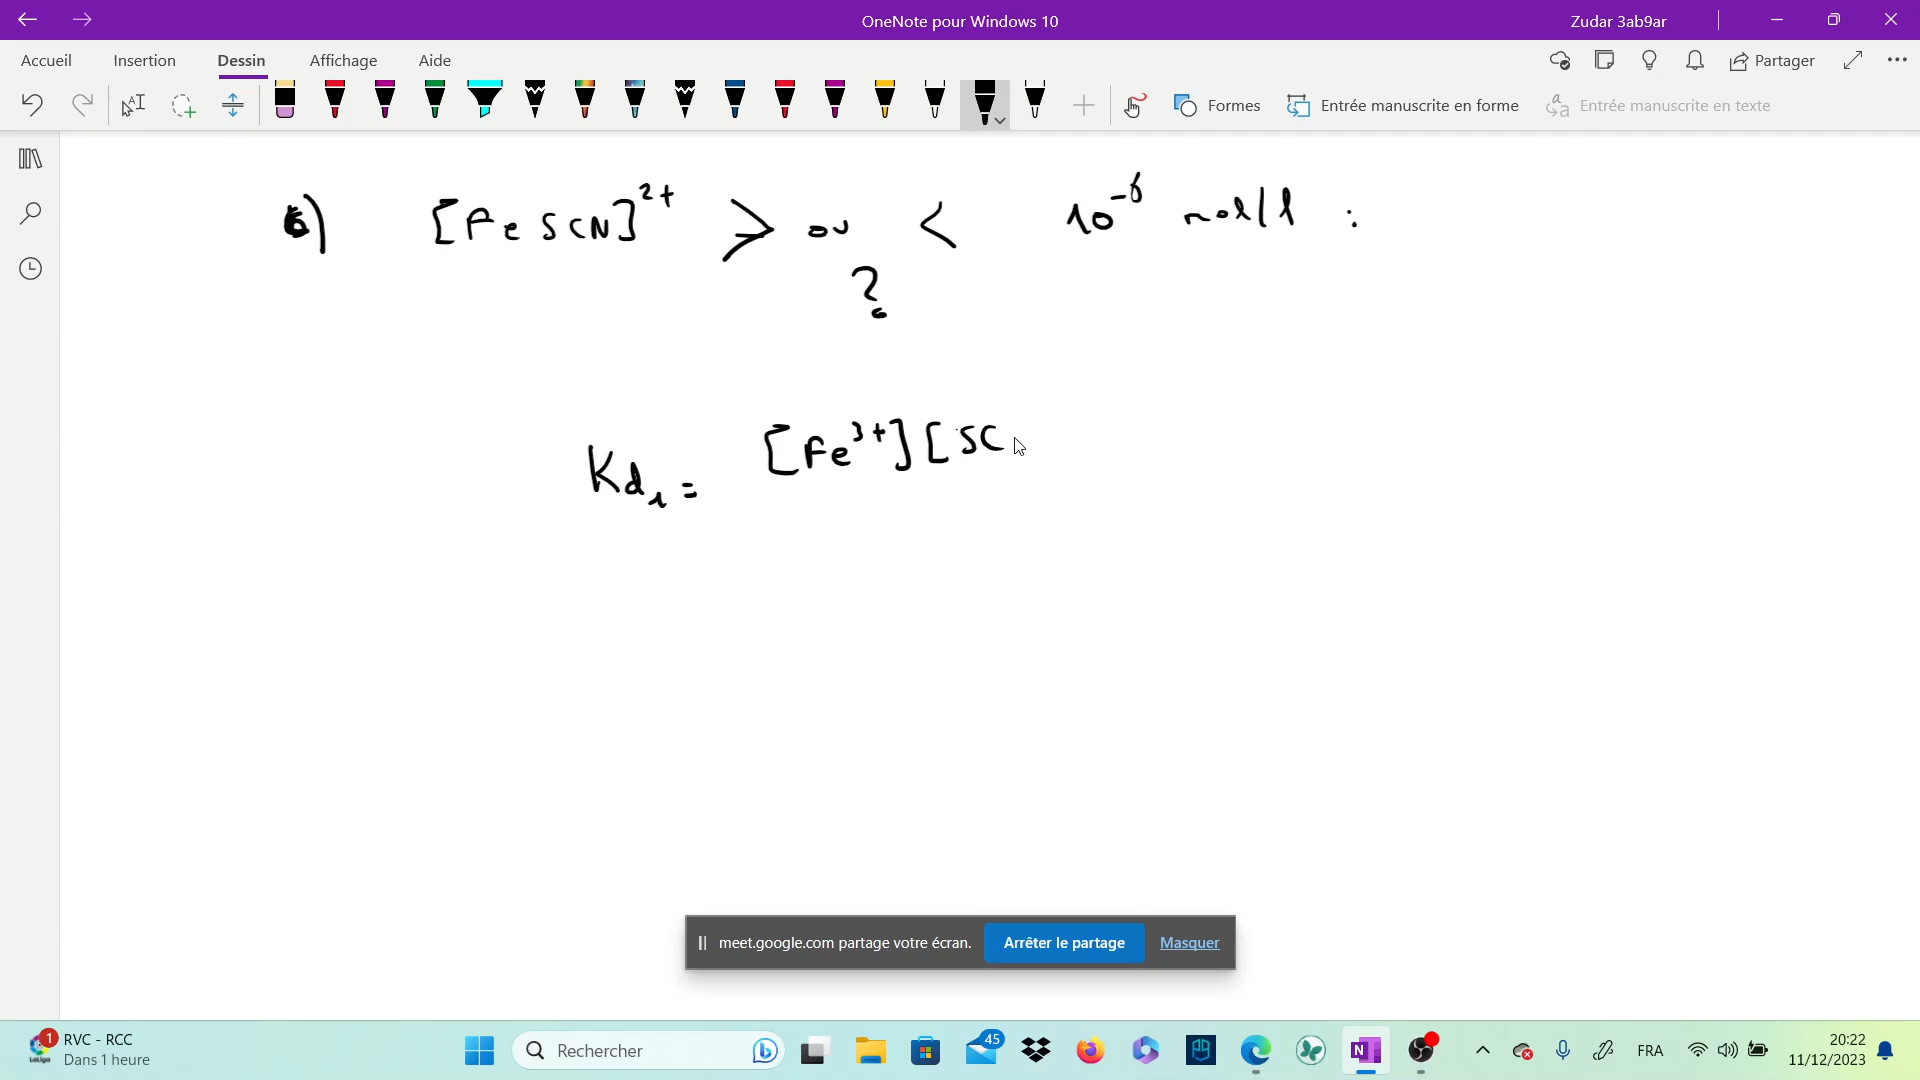 OneNote pour Windows 10
Zudar 3ab9ar
Accueil Insertion Dessin Affichage Aide
Partager
Formes Entrée manuscrite en forme Entrée manuscrite en texte
[Fe SCN]²⁺ > ou < 10⁻⁶ mol/l :
?
Kd₁ = [Fe³⁺][SC
meet.google.com partage votre écran. Arrêter le partage Masquer
1 RVC - RCC
Dans 1 heure
Rechercher
45
FRA
20:22
11/12/2023